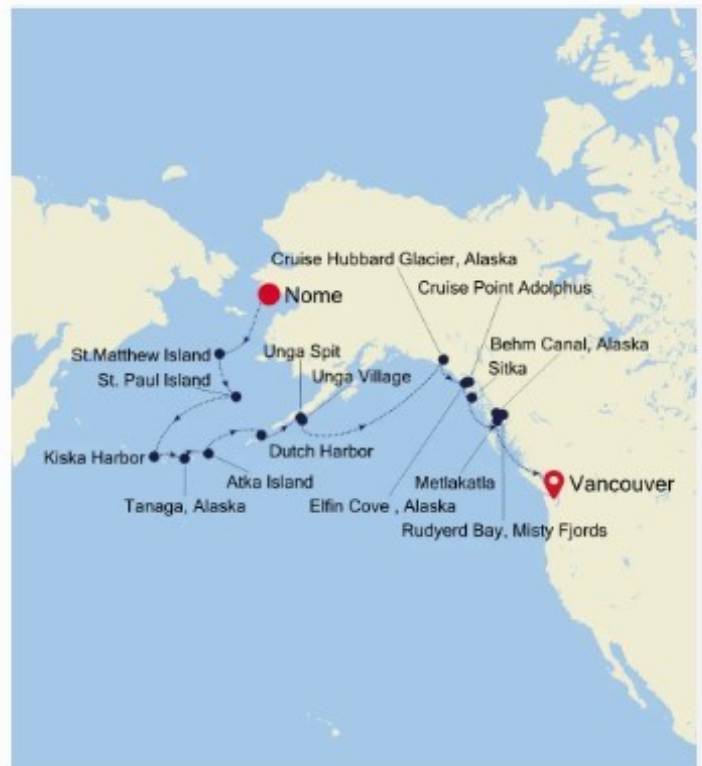 Cruise Hubbard Glacier, Alaska
Cruise Point Adolphus
Nome
Behm Canal, Alaska
St.Matthew Island
Unga Spit
Sitka
St. Paul Island
Unga Village
Kiska Harbor
Dutch Harbor
Atka Island
Metlakatla
Vancouver
Tanaga, Alaska
Elfin Cove , Alaska
Rudyerd Bay, Misty Fjords